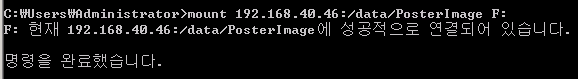 C:₩Users₩Administrator>mount 192.168.40.46:/data/PosterImage F:
F: 현재 192.168.40.46:/data/PosterImage에 성공적으로 연결되어 있습니다.
명령을 완료했습니다.